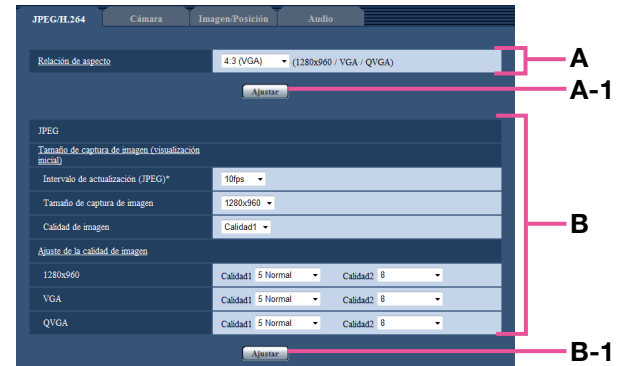 JPEG/H.264 Cámara Imagen/Posición Audio
Relación de aspecto 4:3 (VGA) (1280x960 / VGA / QVGA) A
Ajustar A-1
JPEG
Tamaño de captura de imagen (visualización
inicial)
Intervalo de actualización (JPEG)* 10fps
Tamaño de captura de imagen 1280x960
Calidad de imagen Calidad1 B
Ajuste de la calidad de imagen
1280x960 Calidad1 5 Normal Calidad2 8
VGA Calidad1 5 Normal Calidad2 8
QVGA Calidad1 5 Normal Calidad2 8
Ajustar B-1